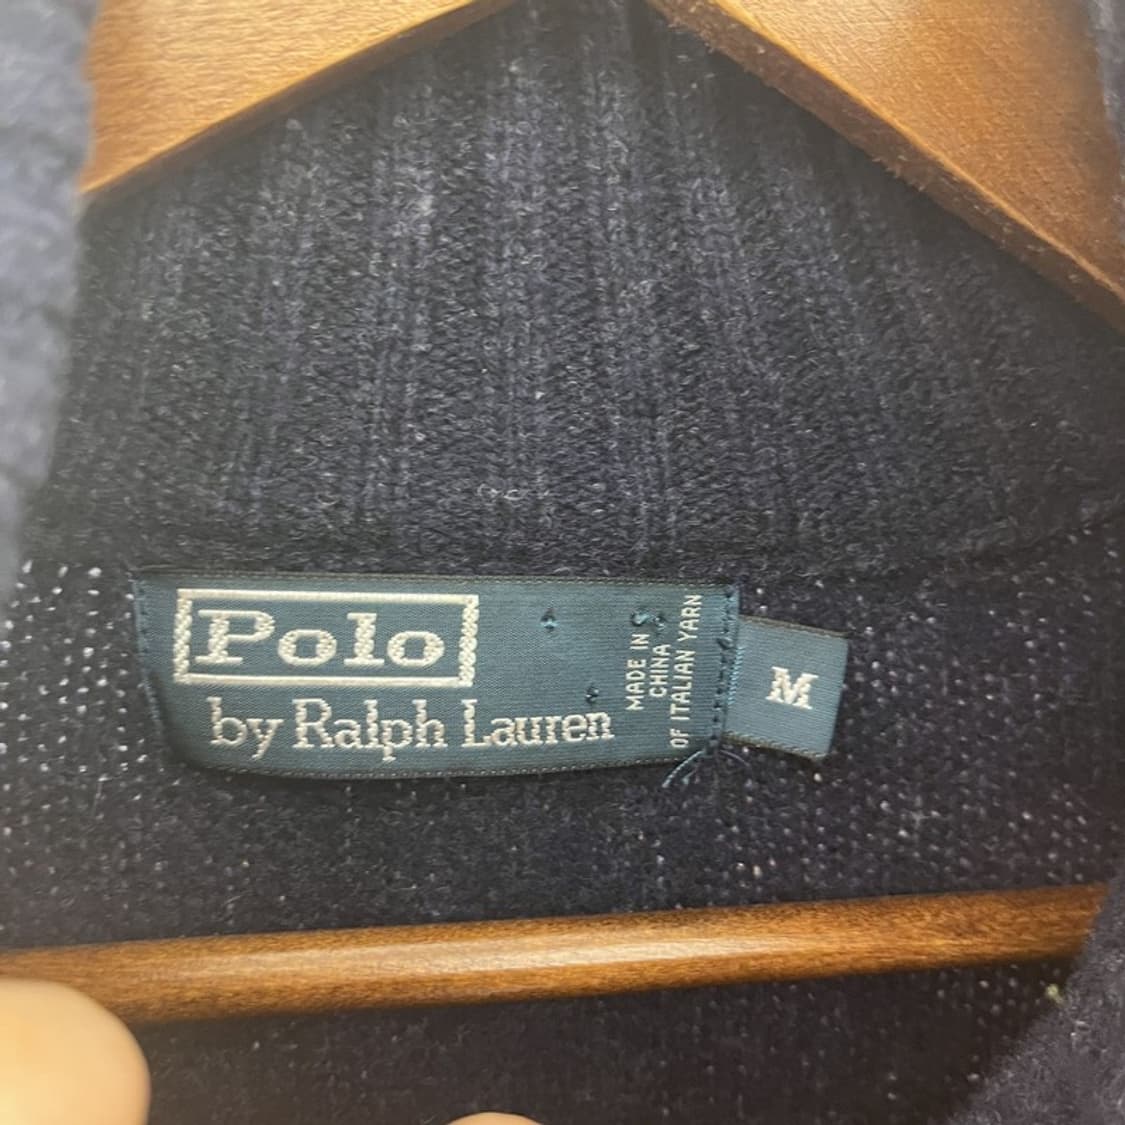 Polo
by Ralph Lauren
MADE IN
CHINA
OF ITALIAN YARN
M